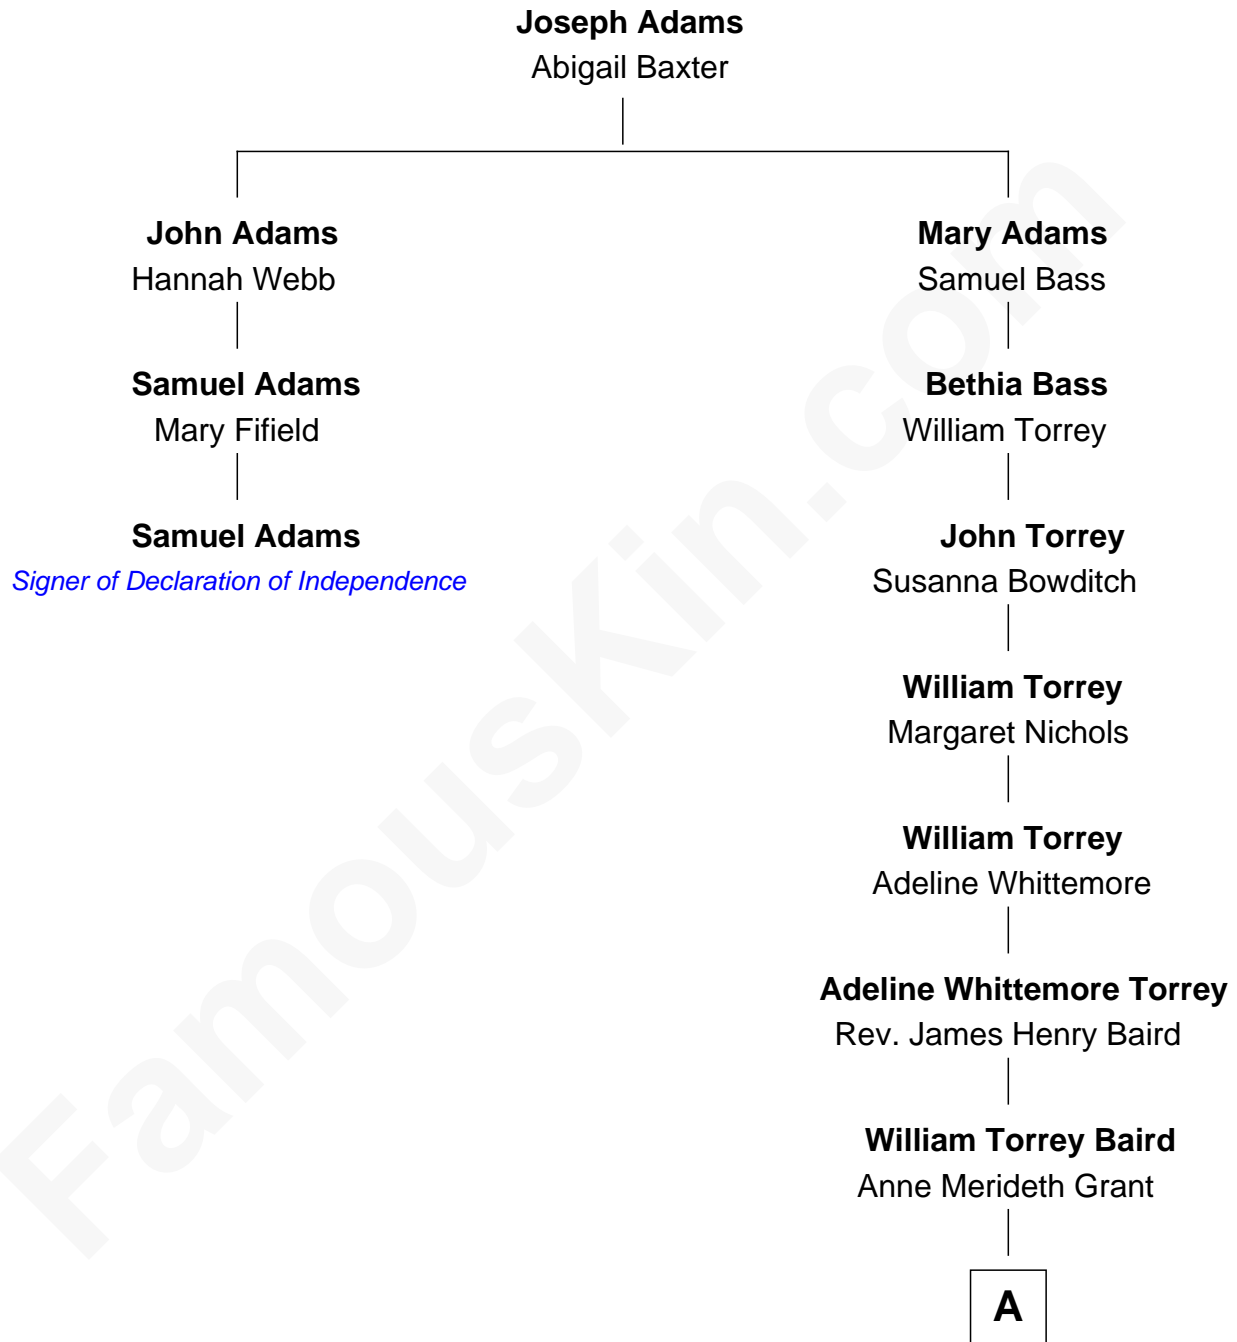 Joseph Adams
Abigail Baxter
John Adams
Hannah Webb
Samuel Adams
Mary Fifield
Samuel Adams
Signer of Declaration of Independence
Mary Adams
Samuel Bass
Bethia Bass
William Torrey
John Torrey
Susanna Bowditch
William Torrey
Margaret Nichols
William Torrey
Adeline Whittemore
Adeline Whittemore Torrey
Rev. James Henry Baird
William Torrey Baird
Anne Merideth Grant
A
FamousKin.com